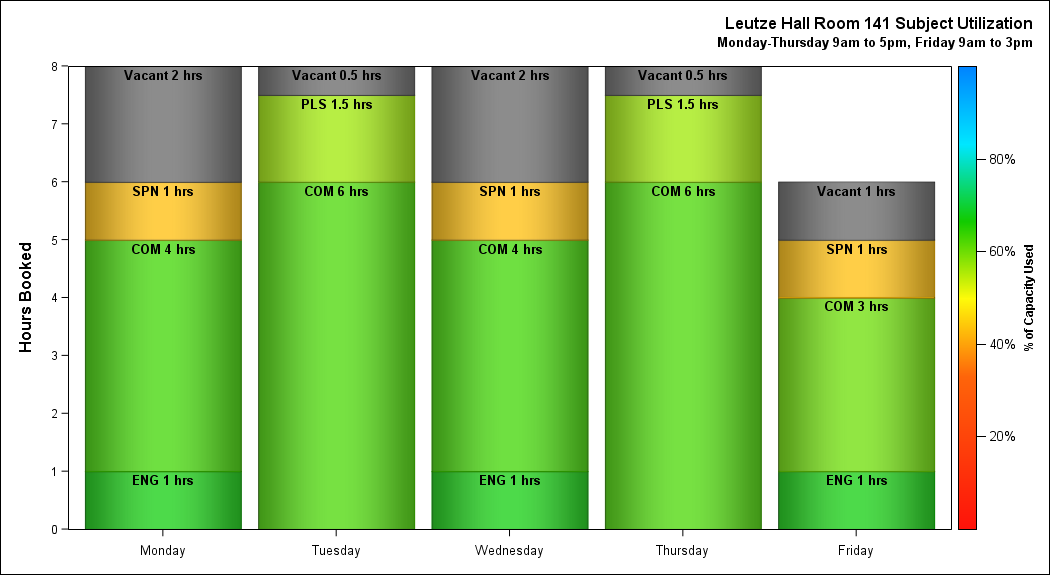 Leutze Hall Room 141 Subject Utilization
Monday-Thursday 9am to 5pm, Friday 9am to 3pm
Hours Booked
8
7
6
5
4
3
2
1
0
Vacant 2 hrs
SPN 1 hrs
COM 4 hrs
ENG 1 hrs
Monday
Vacant 0.5 hrs
PLS 1.5 hrs
COM 6 hrs
Tuesday
Vacant 2 hrs
SPN 1 hrs
COM 4 hrs
ENG 1 hrs
Wednesday
Vacant 0.5 hrs
PLS 1.5 hrs
COM 6 hrs
Thursday
Vacant 1 hrs
SPN 1 hrs
COM 3 hrs
ENG 1 hrs
Friday
80%
60%
40%
20%
% of Capacity Used